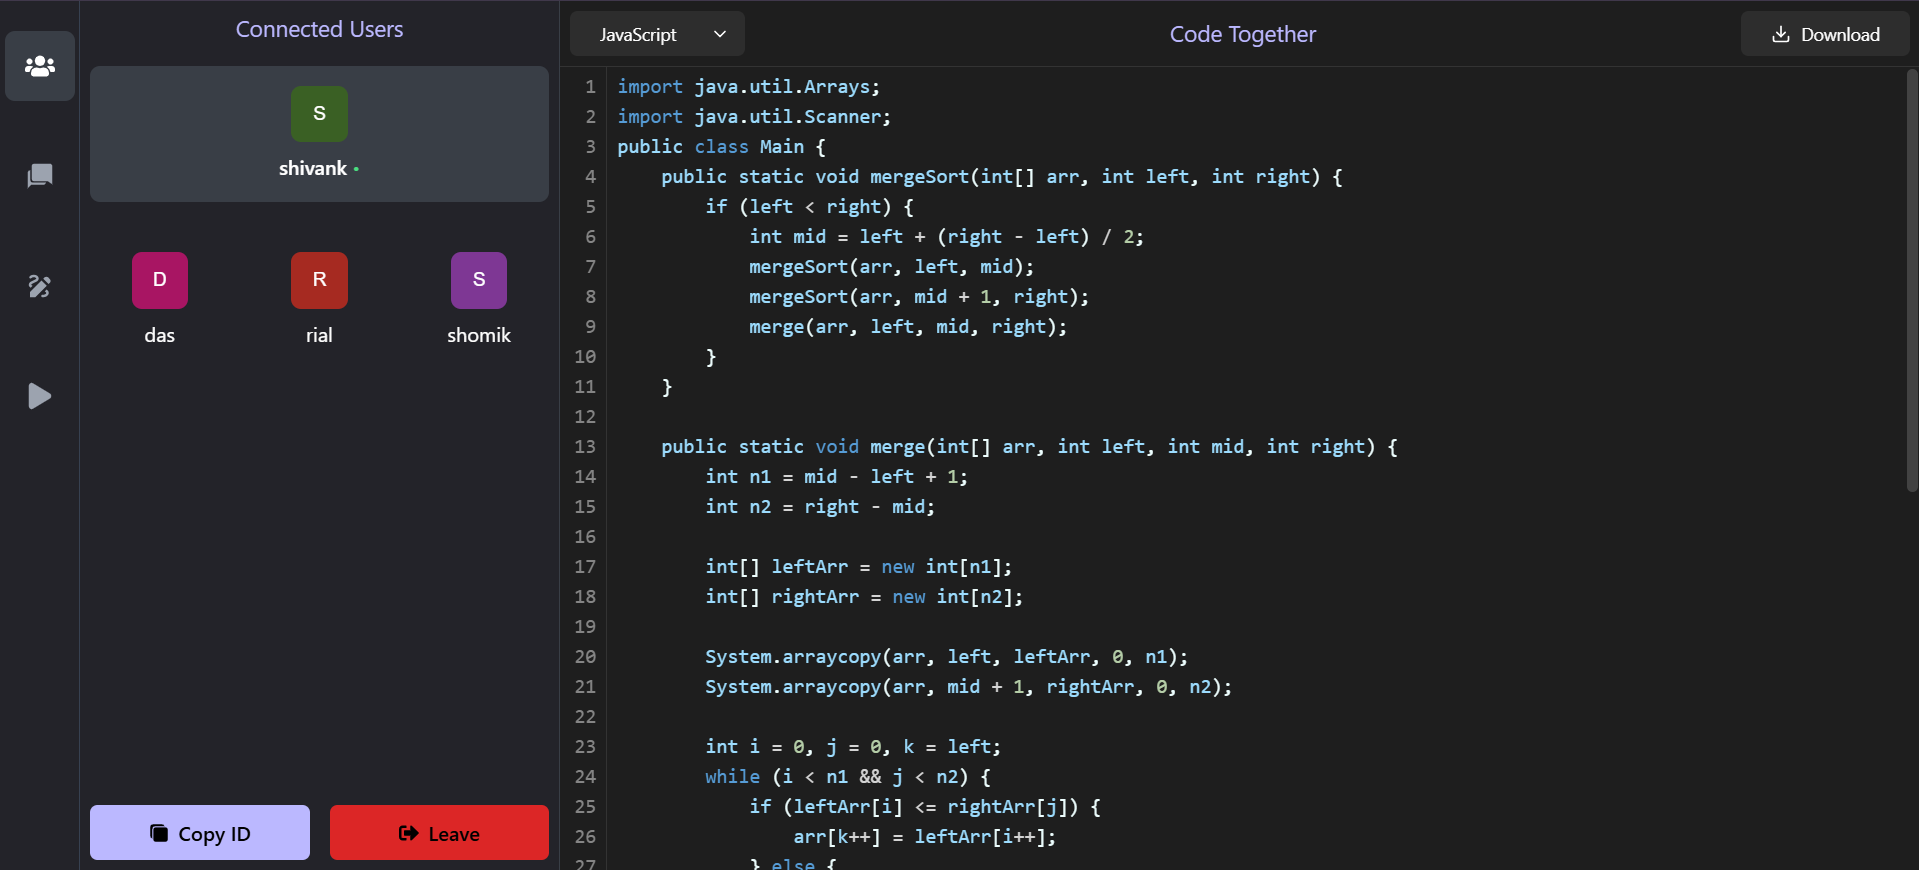 Connected Users
S
shivank
D
das
R
rial
S
shomik
Copy ID
Leave
JavaScript
Code Together
Download
1 import java.util.Arrays;
2 import java.util.Scanner;
3 public class Main {
4     public static void mergeSort(int[] arr, int left, int right) {
5         if (left < right) {
6             int mid = left + (right - left) / 2;
7             mergeSort(arr, left, mid);
8             mergeSort(arr, mid + 1, right);
9             merge(arr, left, mid, right);
10         }
11     }
12
13     public static void merge(int[] arr, int left, int mid, int right) {
14         int n1 = mid - left + 1;
15         int n2 = right - mid;
16
17         int[] leftArr = new int[n1];
18         int[] rightArr = new int[n2];
19
20         System.arraycopy(arr, left, leftArr, 0, n1);
21         System.arraycopy(arr, mid + 1, rightArr, 0, n2);
22
23         int i = 0, j = 0, k = left;
24         while (i < n1 && j < n2) {
25             if (leftArr[i] <= rightArr[j]) {
26                 arr[k++] = leftArr[i++];
27             } else {